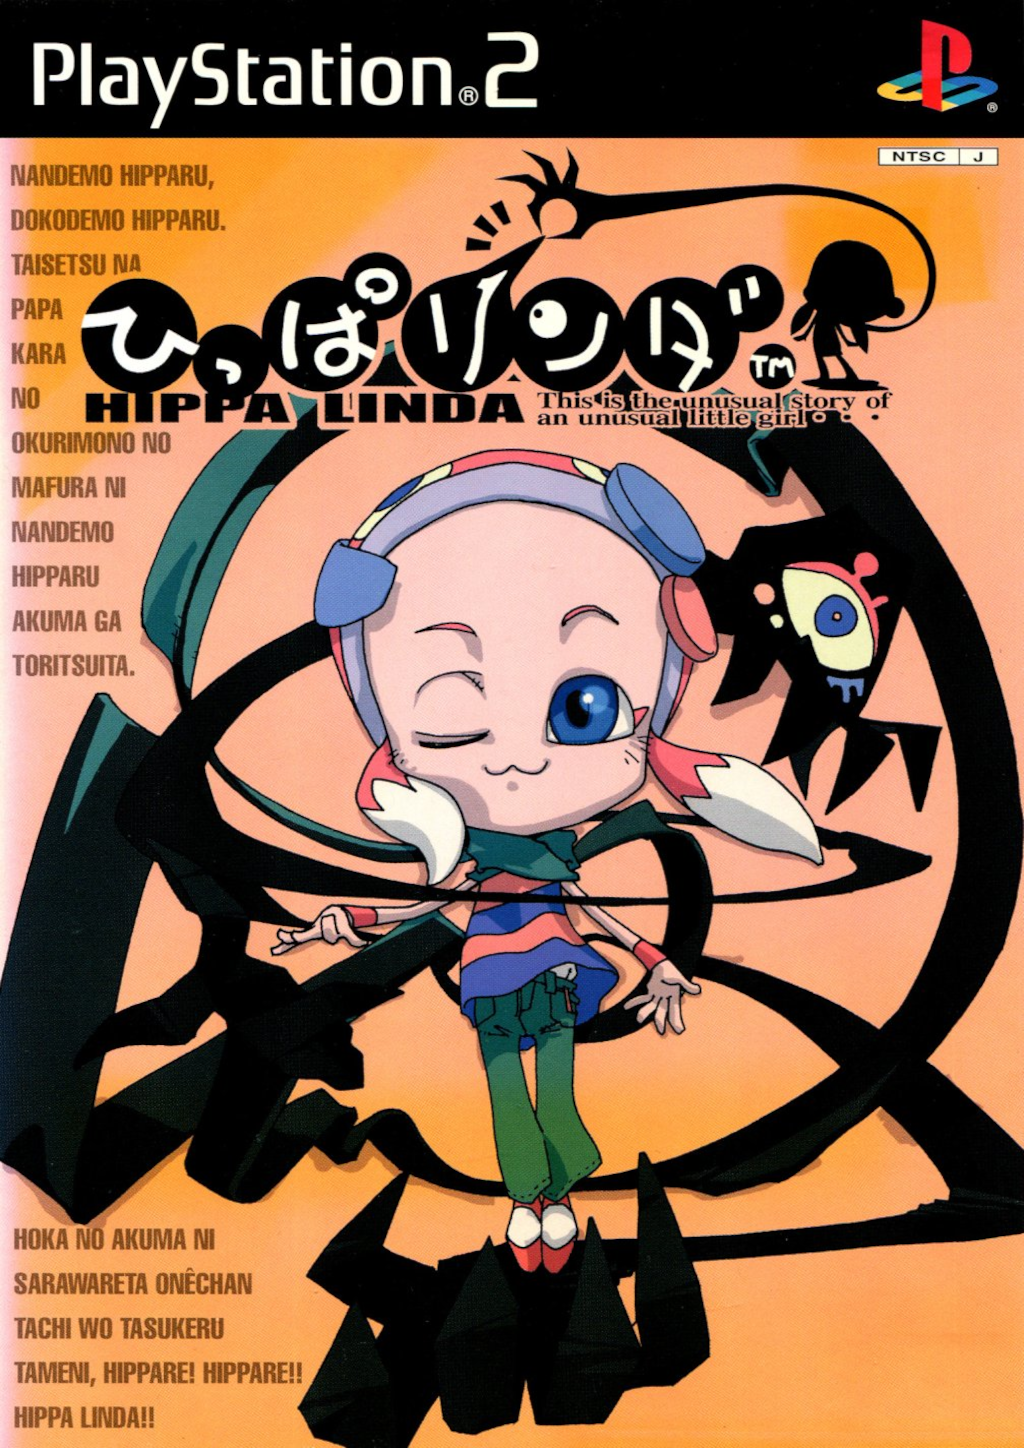 PlayStation®2
NTSC J
NANDEMO HIPPARU,
DOKODEMO HIPPARU.
TAISETSU NA
PAPA
KARA
NO
OKURIMONO NO
MAFURA NI
NANDEMO
HIPPARU
AKUMA GA
TORITSUITA.
ひっぱリンダ™
HIPPA LINDA
This is the unusual story of
an unusual little girl・・・
HOKA NO AKUMA NI
SARAWARETA ONÊCHAN
TACHI WO TASUKERU
TAMENI, HIPPARE! HIPPARE!!
HIPPA LINDA!!